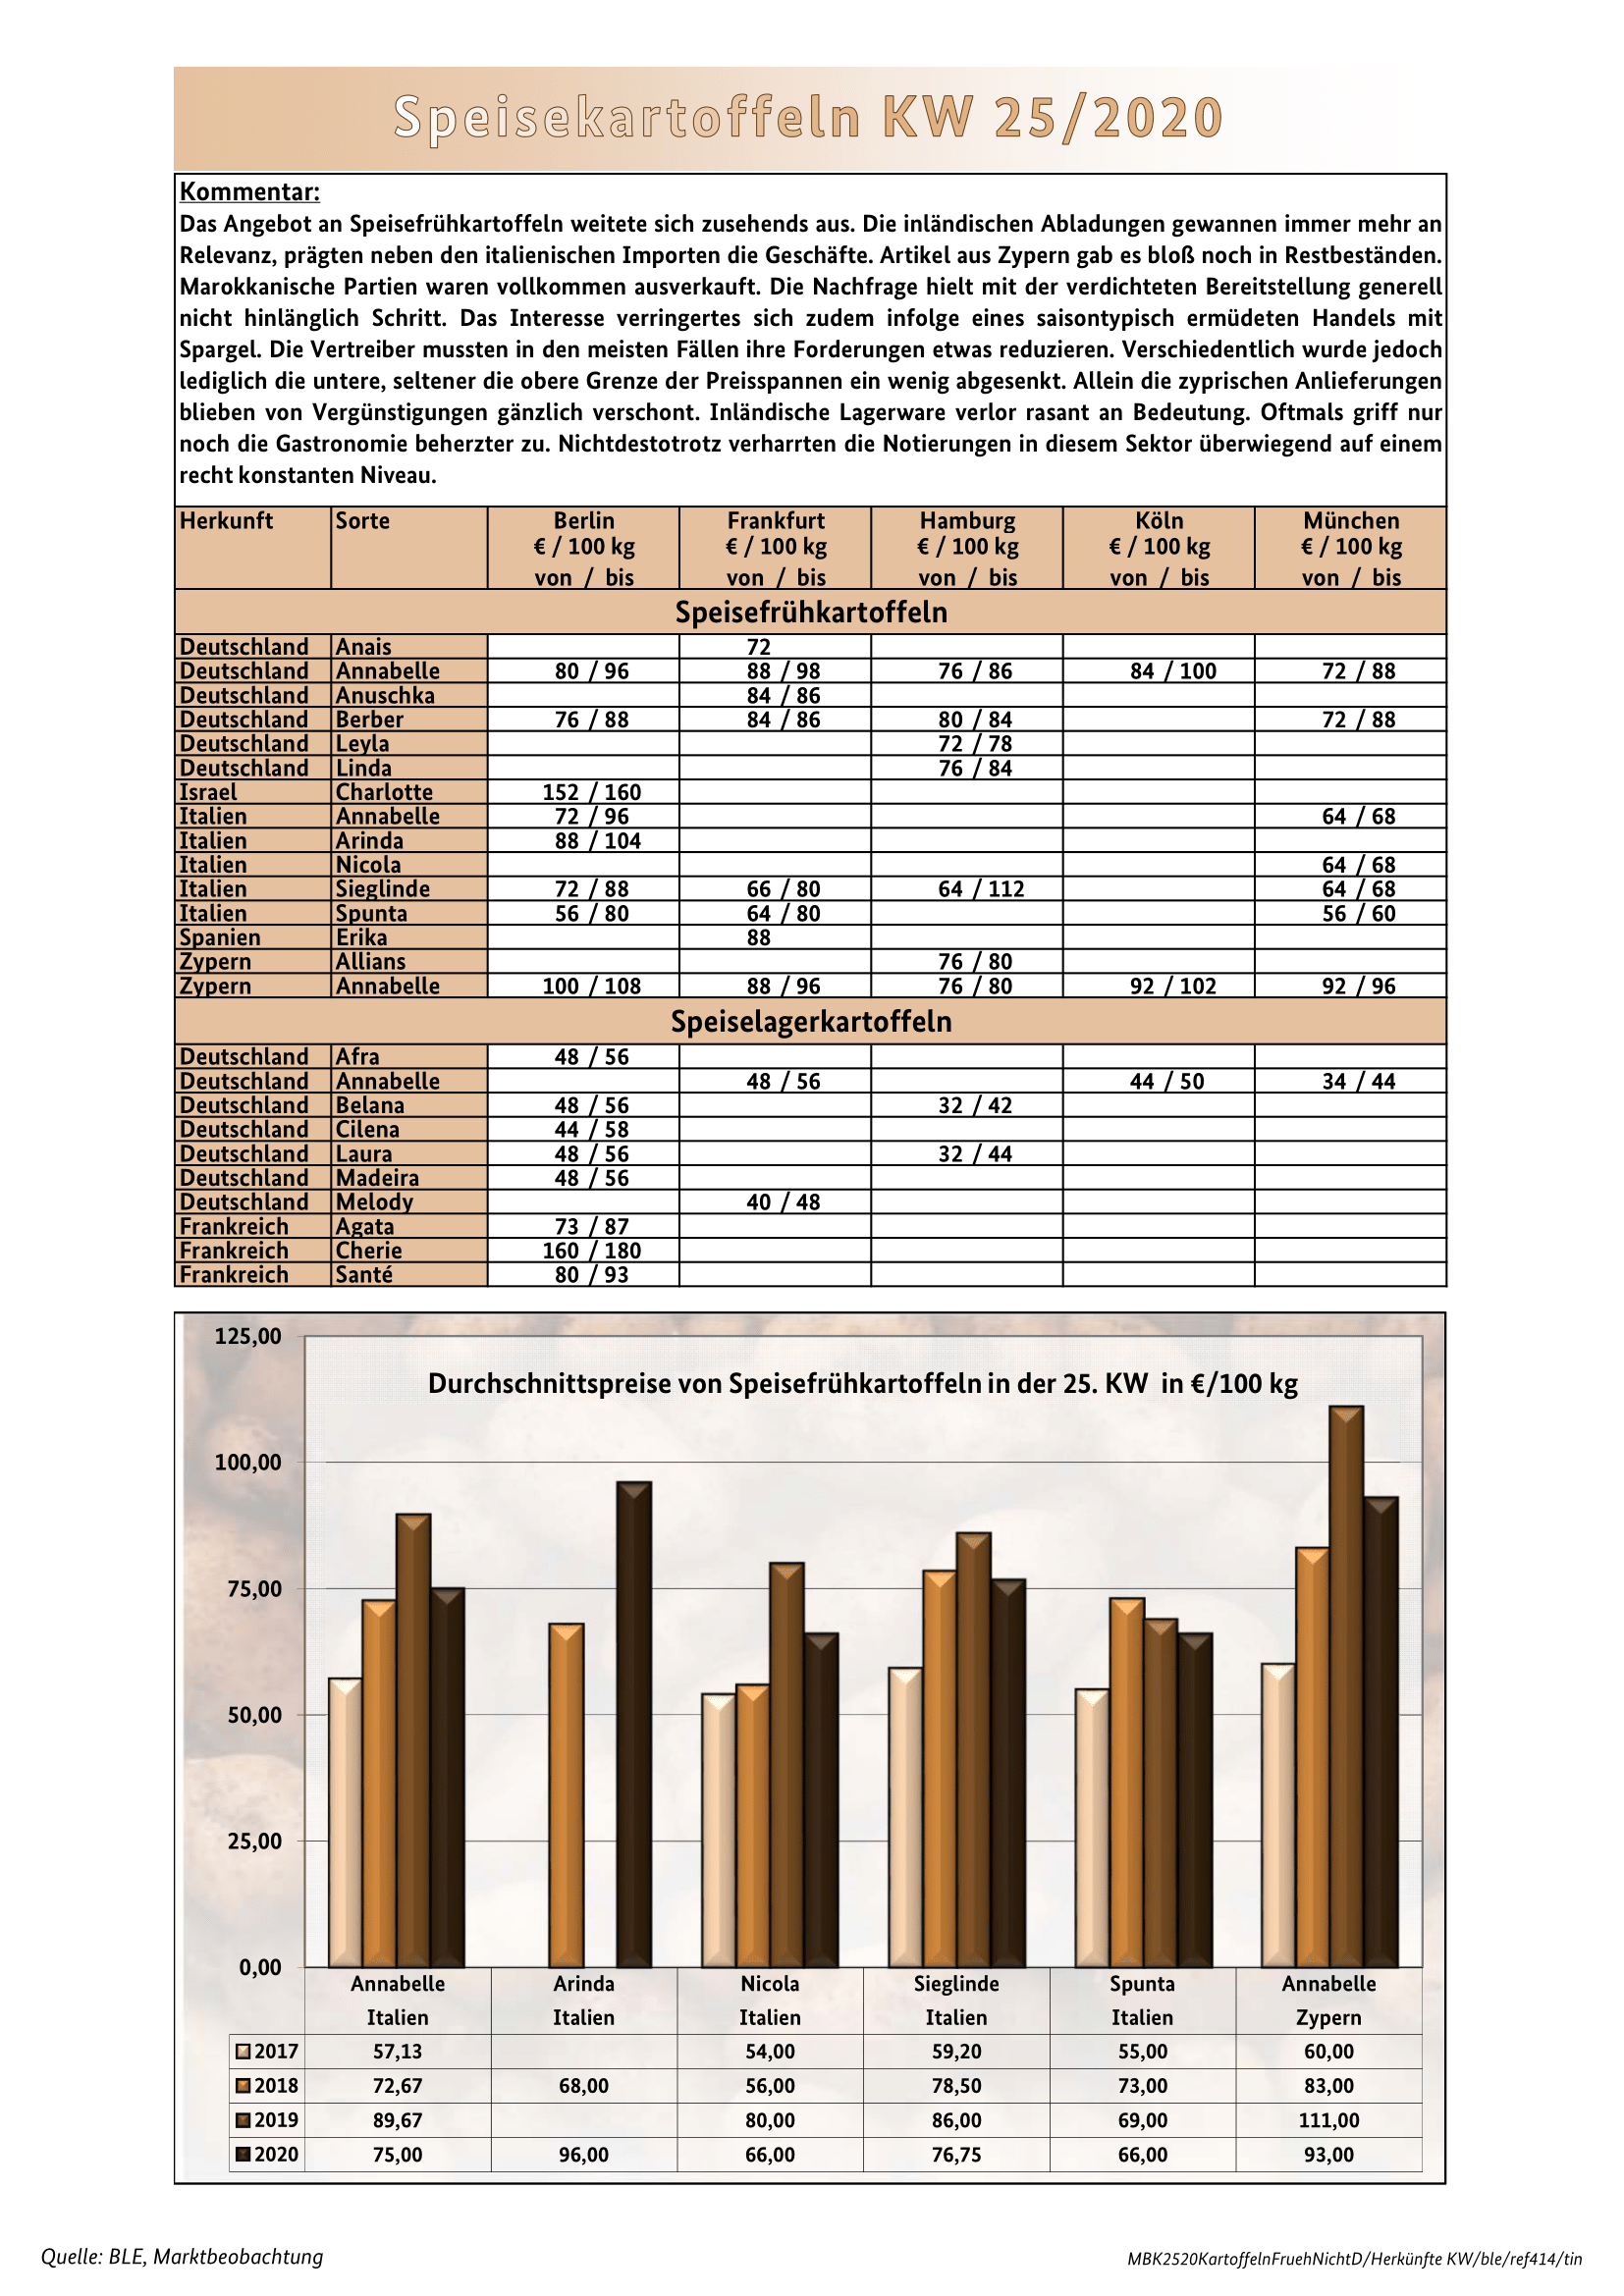 Speisekartoffeln KW 25/2020
Kommentar:
Das Angebot an Speisefrühkartoffeln weitete sich zusehends aus. Die inländischen Abladungen gewannen immer mehr an
Relevanz, prägten neben den italienischen Importen die Geschäfte. Artikel aus Zypern gab es bloß noch in Restbeständen.
Marokkanische Partien waren vollkommen ausverkauft. Die Nachfrage hielt mit der verdichteten Bereitstellung generell
nicht hinlänglich Schritt. Das Interesse verringertes sich zudem infolge eines saisontypisch ermüdeten Handels mit
Spargel. Die Vertreiber mussten in den meisten Fällen ihre Forderungen etwas reduzieren. Verschiedentlich wurde jedoch
lediglich die untere, seltener die obere Grenze der Preisspannen ein wenig abgesenkt. Allein die zyprischen Anlieferungen
blieben von Vergünstigungen gänzlich verschont. Inländische Lagerware verlor rasant an Bedeutung. Oftmals griff nur
noch die Gastronomie beherzter zu. Nichtdestotrotz verharrten die Notierungen in diesem Sektor überwiegend auf einem
recht konstanten Niveau.
Herkunft Sorte Berlin Frankfurt Hamburg Köln München
€ / 100 kg € / 100 kg € / 100 kg € / 100 kg € / 100 kg
von / bis von / bis von / bis von / bis von / bis
Speisefrühkartoffeln
Deutschland Anais 72
Deutschland Annabelle 80 / 96 88 / 98 76 / 86 84 / 100 72 / 88
Deutschland Anuschka 84 / 86
Deutschland Berber 76 / 88 84 / 86 80 / 84 72 / 88
Deutschland Leyla 72 / 78
Deutschland Linda 76 / 84
Israel Charlotte 152 / 160
Italien Annabelle 72 / 96 64 / 68
Italien Arinda 88 / 104
Italien Nicola 64 / 68
Italien Sieglinde 72 / 88 66 / 80 64 / 112 64 / 68
Italien Spunta 56 / 80 64 / 80 56 / 60
Spanien Erika 88
Zypern Allians 76 / 80
Zypern Annabelle 100 / 108 88 / 96 76 / 80 92 / 102 92 / 96
Speiselagerkartoffeln
Deutschland Afra 48 / 56
Deutschland Annabelle 48 / 56 44 / 50 34 / 44
Deutschland Belana 48 / 56 32 / 42
Deutschland Cilena 44 / 58
Deutschland Laura 48 / 56 32 / 44
Deutschland Madeira 48 / 56
Deutschland Melody 40 / 48
Frankreich Agata 73 / 87
Frankreich Cherie 160 / 180
Frankreich Santé 80 / 93
125,00
Durchschnittspreise von Speisefrühkartoffeln in der 25. KW in €/100 kg
100,00
75,00
50,00
25,00
0,00
Annabelle Arinda Nicola Sieglinde Spunta Annabelle
Italien Italien Italien Italien Italien Zypern
2017 57,13 54,00 59,20 55,00 60,00
2018 72,67 68,00 56,00 78,50 73,00 83,00
2019 89,67 80,00 86,00 69,00 111,00
2020 75,00 96,00 66,00 76,75 66,00 93,00
Quelle: BLE, Marktbeobachtung
MBK2520KartoffelnFruehNichtD/Herkünfte KW/ble/ref414/tin